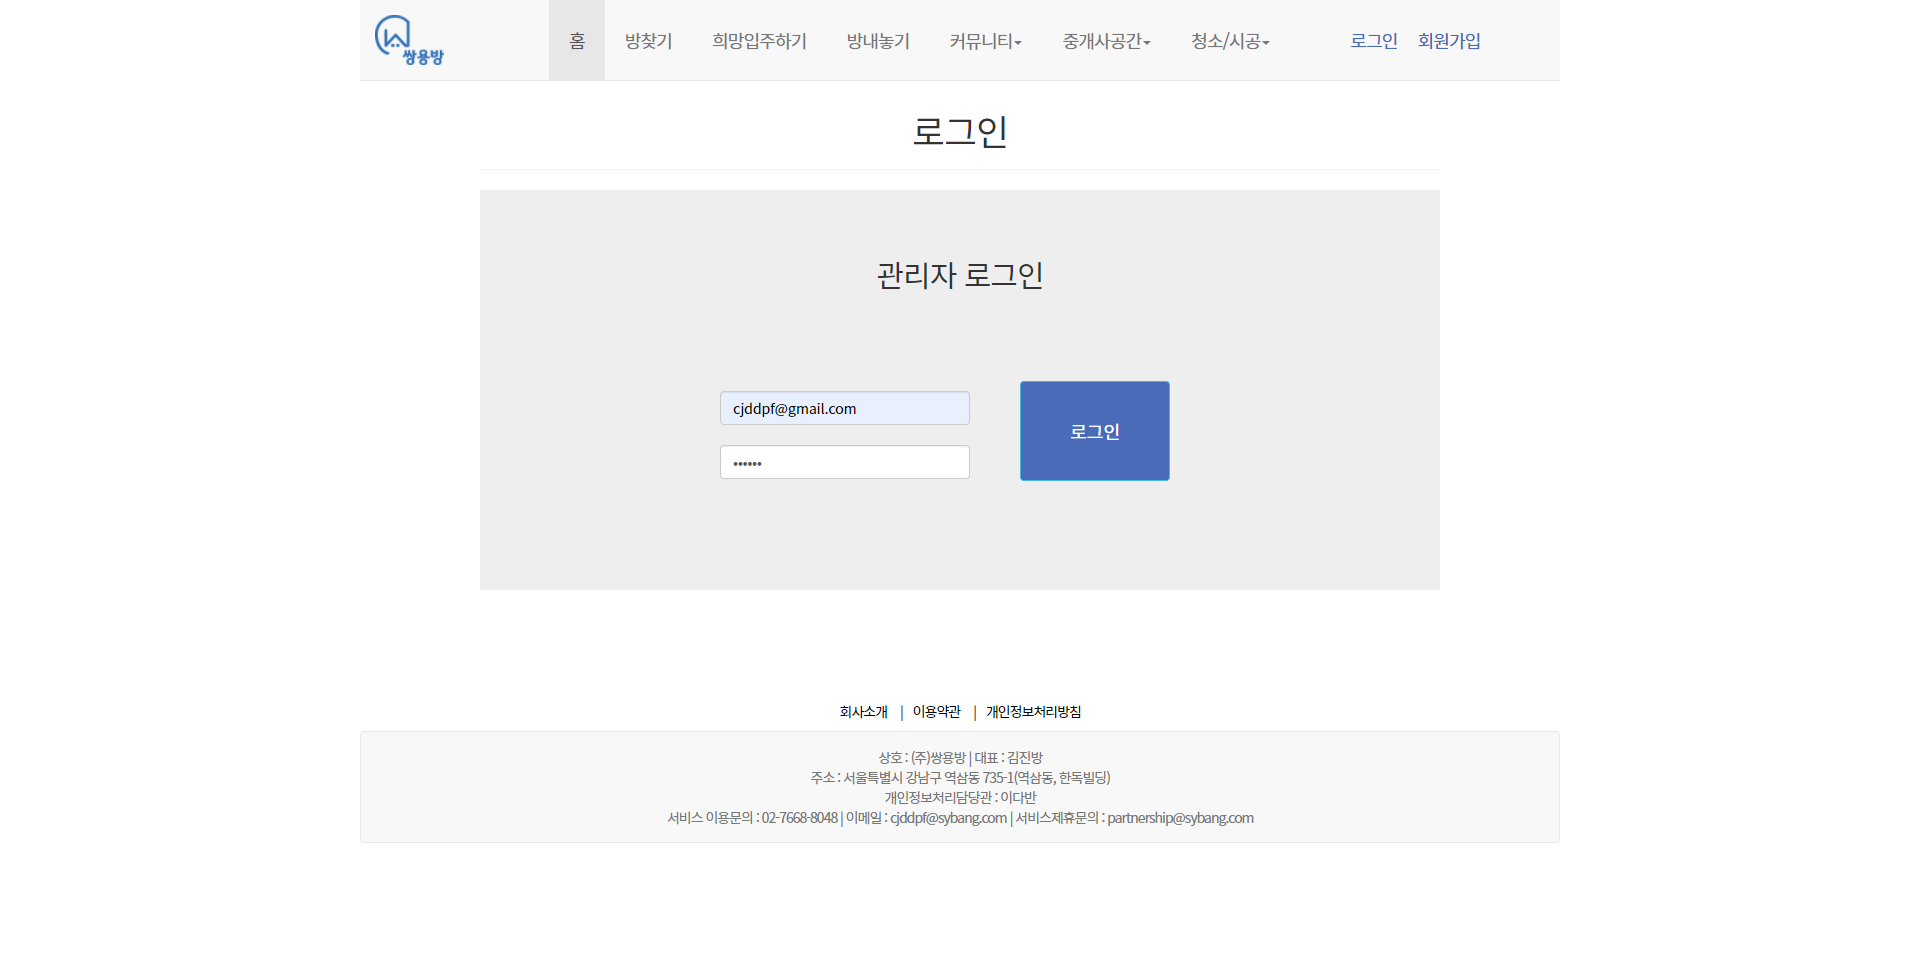 쌍용방
홈 방찾기 희망입주하기 방내놓기 커뮤니티 중개사공간 청소/시공 로그인 회원가입
로그인
관리자 로그인
cjddpf@gmail.com
••••••
로그인
회사소개 | 이용약관 | 개인정보처리방침
상호 : (주)쌍용방 | 대표 : 김진방
주소 : 서울특별시 강남구 역삼동 735-1(역삼동, 한독빌딩)
개인정보처리담당관 : 이다반
서비스 이용문의 : 02-7668-8048 | 이메일 : cjddpf@sybang.com | 서비스제휴문의 : partnership@sybang.com